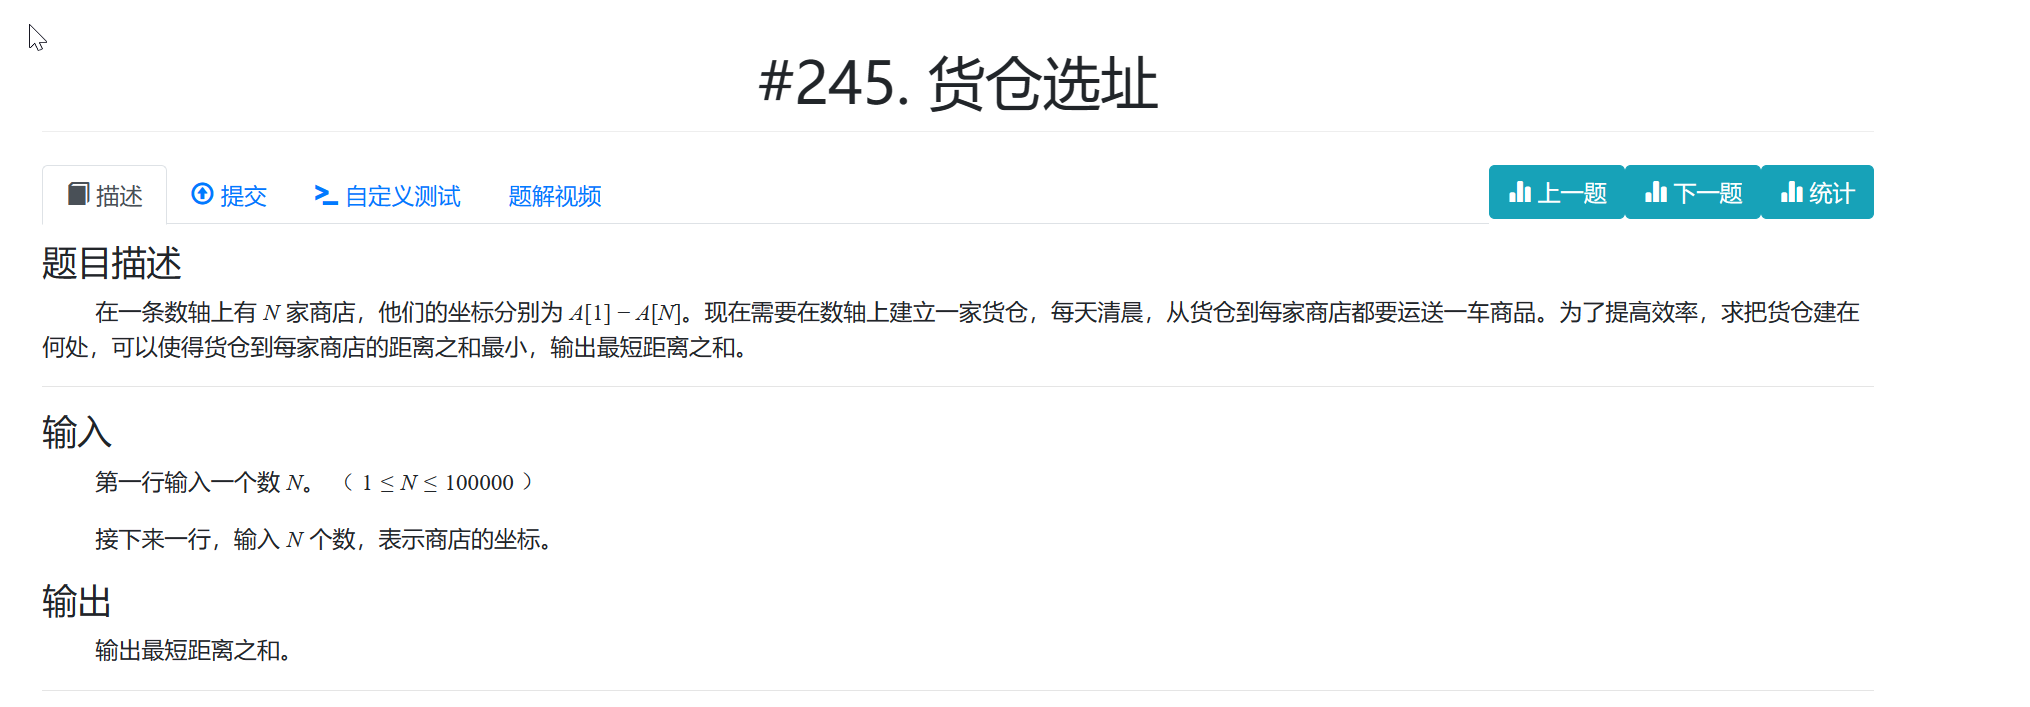 #245. 货仓选址
描述 提交 自定义测试 题解视频 上一题 下一题 统计
题目描述
在一条数轴上有 N 家商店，他们的坐标分别为 A[1] − A[N]。现在需要在数轴上建立一家货仓，每天清晨，从货仓到每家商店都要运送一车商品。为了提高效率，求把货仓建在
何处，可以使得货仓到每家商店的距离之和最小，输出最短距离之和。
输入
第一行输入一个数 N。（ 1 ≤ N ≤ 100000 ）
接下来一行，输入 N 个数，表示商店的坐标。
输出
输出最短距离之和。